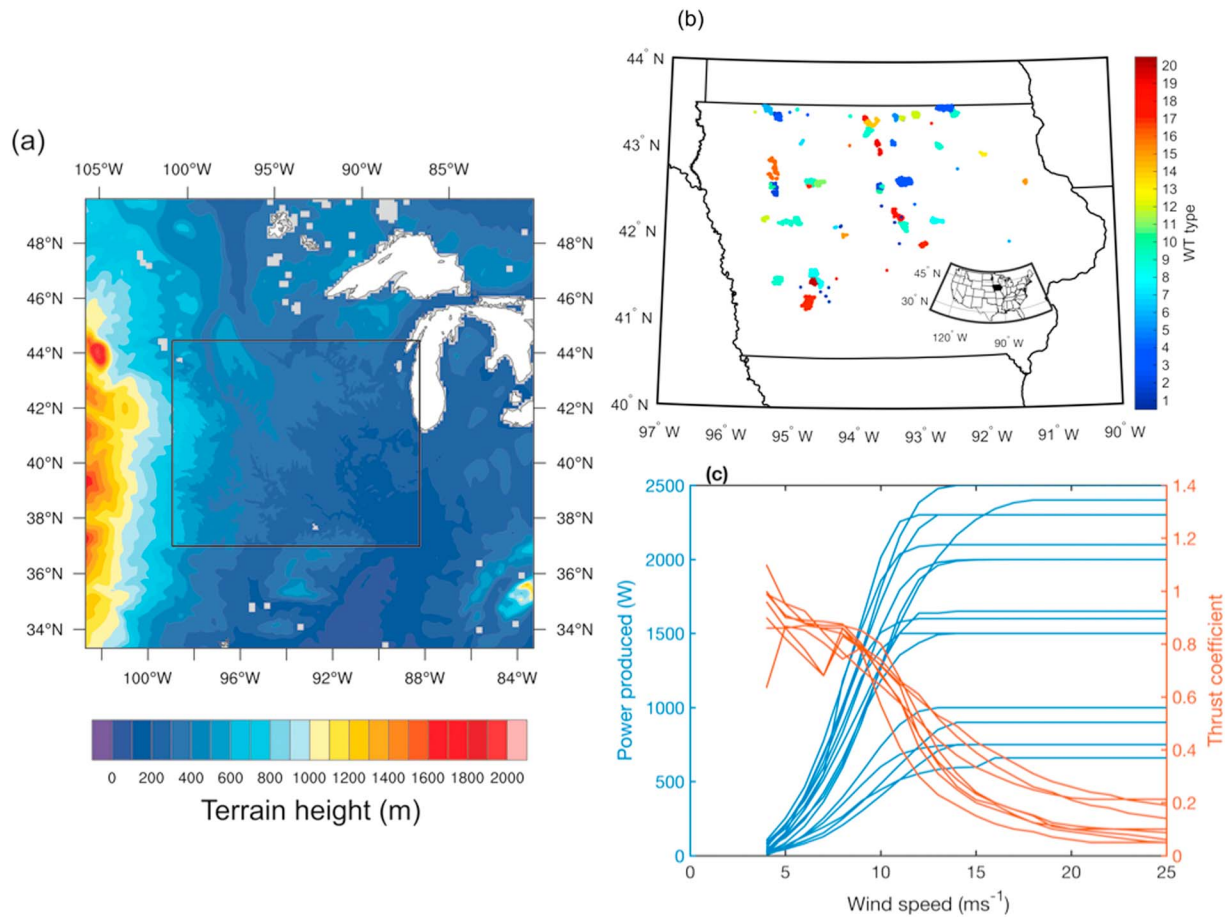 (a)
105°W 100°W 95°W 90°W 85°W
48°N 48°N
46°N 46°N
44°N 44°N
42°N 42°N
40°N 40°N
38°N 38°N
36°N 36°N
34°N 34°N
100°W 96°W 92°W 88°W 84°W
0 200 400 600 800 1000 1200 1400 1600 1800 2000
Terrain height (m)
(b)
44° N
43° N
42° N
41° N
40° N
97° W 96° W 95° W 94° W 93° W 92° W 91° W 90° W
45° N
30° N
120° W 90° W
20
19
18
17
16
15
14
13
12
11
10
9
8
7
6
5
4
3
2
1
WT type
(c)
2500
2000
1500
1000
500
0
Power produced (W)
1.4
1.2
1
0.8
0.6
0.4
0.2
0
Thrust coefficient
0 5 10 15 20 25
Wind speed (ms⁻¹)